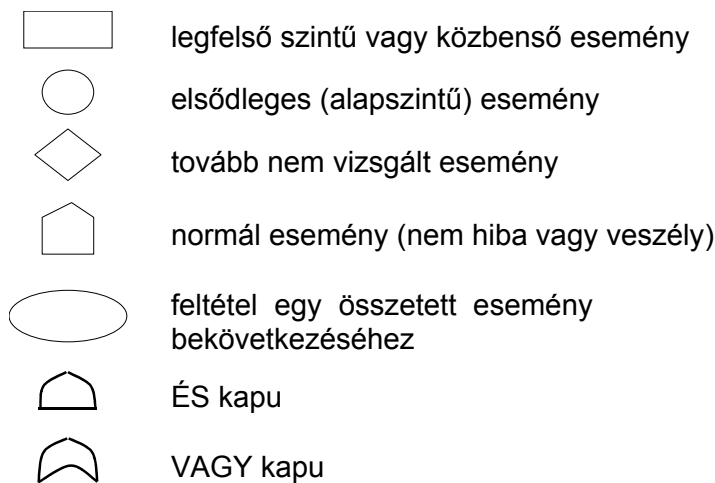 legfelső szintű vagy közbenső esemény
elsődleges (alapszintű) esemény
tovább nem vizsgált esemény
normál esemény (nem hiba vagy veszély)
feltétel egy összetett esemény
bekövetkezéséhez
ÉS kapu
VAGY kapu